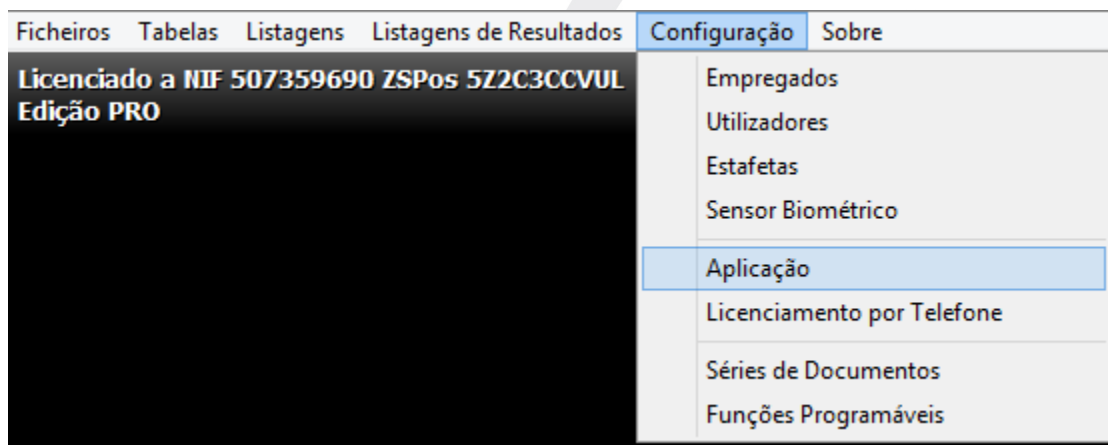 Ficheiros Tabelas Listagens Listagens de Resultados Configuração Sobre
Licenciado a NIF 507359690 ZSPos 5Z2C3CCVUL
Edição PRO
Empregados
Utilizadores
Estafetas
Sensor Biométrico
Aplicação
Licenciamento por Telefone
Séries de Documentos
Funções Programáveis